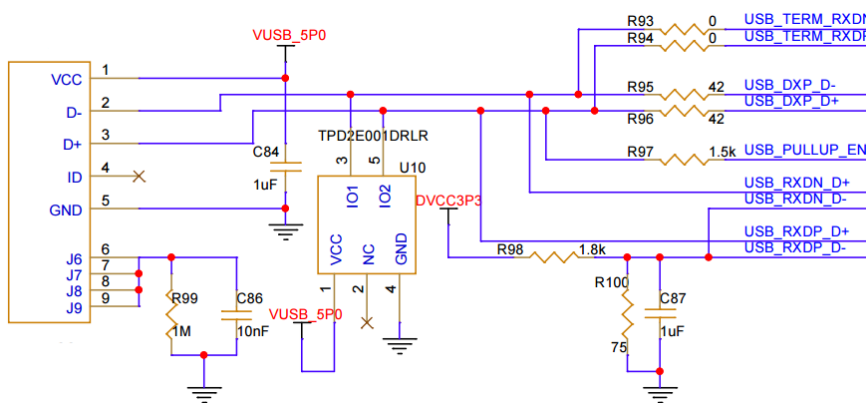 R93 0 USB_TERM_RXDN
R94 0 USB_TERM_RXDP
VUSB_5P0
VCC 1
D- 2
R95 42 USB_DXP_D-
D+ 3
R96 42 USB_DXP_D+
TPD2E001DRLR
C84
1uF
3 5 U10
R97 1.5k USB_PULLUP_EN
ID 4
IO1 IO2
USB_RXDN_D+
GND 5
DVCC3P3
USB_RXDN_D-
USB_RXDP_D+
VCC NC GND
R98 1.8k USB_RXDP_D-
J6 6
J7 7
J8 8
J9 9
1 2 4
R99 C86
1M 10nF
VUSB_5P0
R100 C87
75 1uF